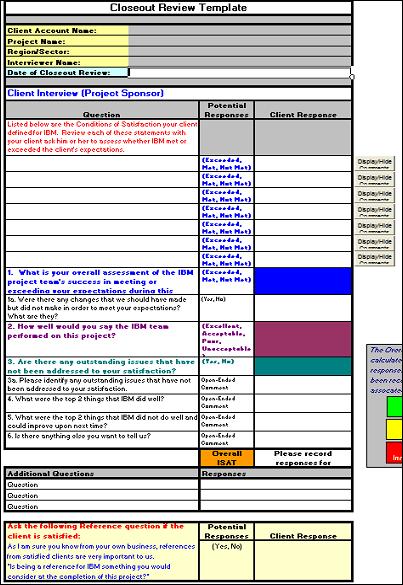 Closeout Review Template
Client Account Name:
Project Name:
Region/Sector:
Interviewer Name:
Date of Closeout Review:
Client Interview (Project Sponsor)
Question
Potential
Responses
Client Response
Listed below are the Conditions of Satisfaction your client
defined for IBM. Review each of these statements with
your client ask him or her to assess whether IBM met or
exceeded the client's expectations.
(Exceeded,
Met, Not Met)
Display/Hide
Comments
(Exceeded,
Met, Not Met)
Display/Hide
Comments
(Exceeded,
Met, Not Met)
Display/Hide
Comments
(Exceeded,
Met, Not Met)
Display/Hide
Comments
(Exceeded,
Met, Not Met)
Display/Hide
Comments
(Exceeded,
Met, Not Met)
Display/Hide
Comments
(Exceeded,
Met, Not Met)
Display/Hide
Comments
1. What is your overall assessment of the IBM
project team's success in meeting or
exceeding your expectations during this
(Exceeded,
Met, Not Met)
1a. Were there any changes that we should have made
but did not make in order to meet your expectations?
What are they?
(Yes, No)
2. How well would you say the IBM team
performed on this project?
(Excellent,
Acceptable,
Poor,
Unacceptable
)
3. Are there any outstanding issues that have
not been addressed to your satisfaction?
(Yes, No)
3a. Please identify any outstanding issues that have not
been addressed to your satisfaction.
Open-Ended
Comment
4. What were the top 2 things that IBM did well?
Open-Ended
Comment
5. What were the top 2 things that IBM did not do well and
could improve upon next time?
Open-Ended
Comment
6. Is there anything else you want to tell us?
Open-Ended
Comment
The Over
calculate
response
been rec
associate
Inc
Overall
ISAT
Please record
responses for
Additional Questions
Responses
Question
Question
Question
Ask the following Reference question if the
client is satisfied:
Potential
Responses
Client Response
As I am sure you know from your own business, references
from satisfied clients are very important to us.
"Is being a reference for IBM something you would
consider at the completion of this project?"
(Yes, No)